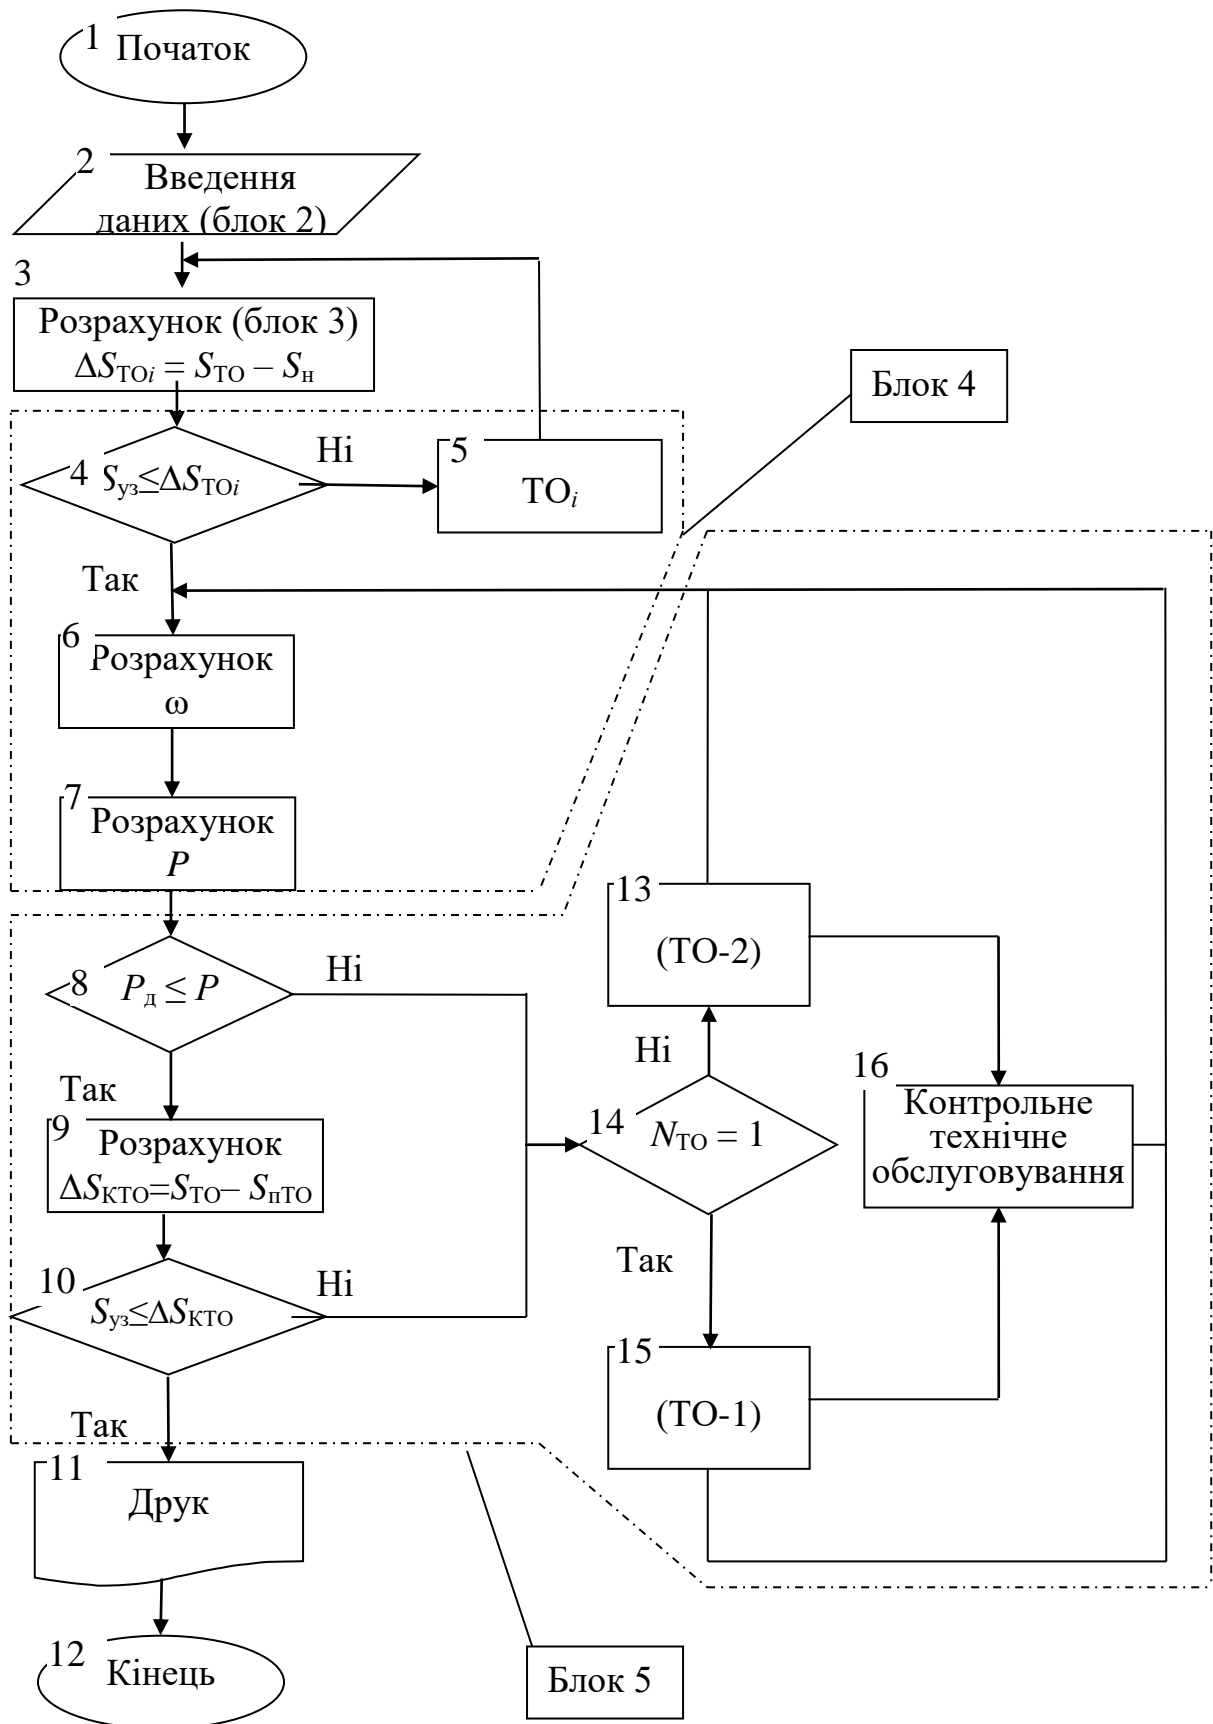 1 Початок
2 Введення
даних (блок 2)
3
Розрахунок (блок 3)
ΔSТОi = SТО – Sн
Блок 4
4 Sуз≤ΔSТОi
Ні
5
ТОi
Так
6
Розрахунок
ω
7
Розрахунок
P
8 Pд ≤ P
Ні
Так
9
Розрахунок
ΔSКТО=SТО– SпТО
10
Sуз≤ΔSКТО
Ні
Так
11
Друк
12
Кінець
13
(ТО-2)
Ні
14 NТО = 1
Так
15
(ТО-1)
16
Контрольне
технічне
обслуговування
Блок 5